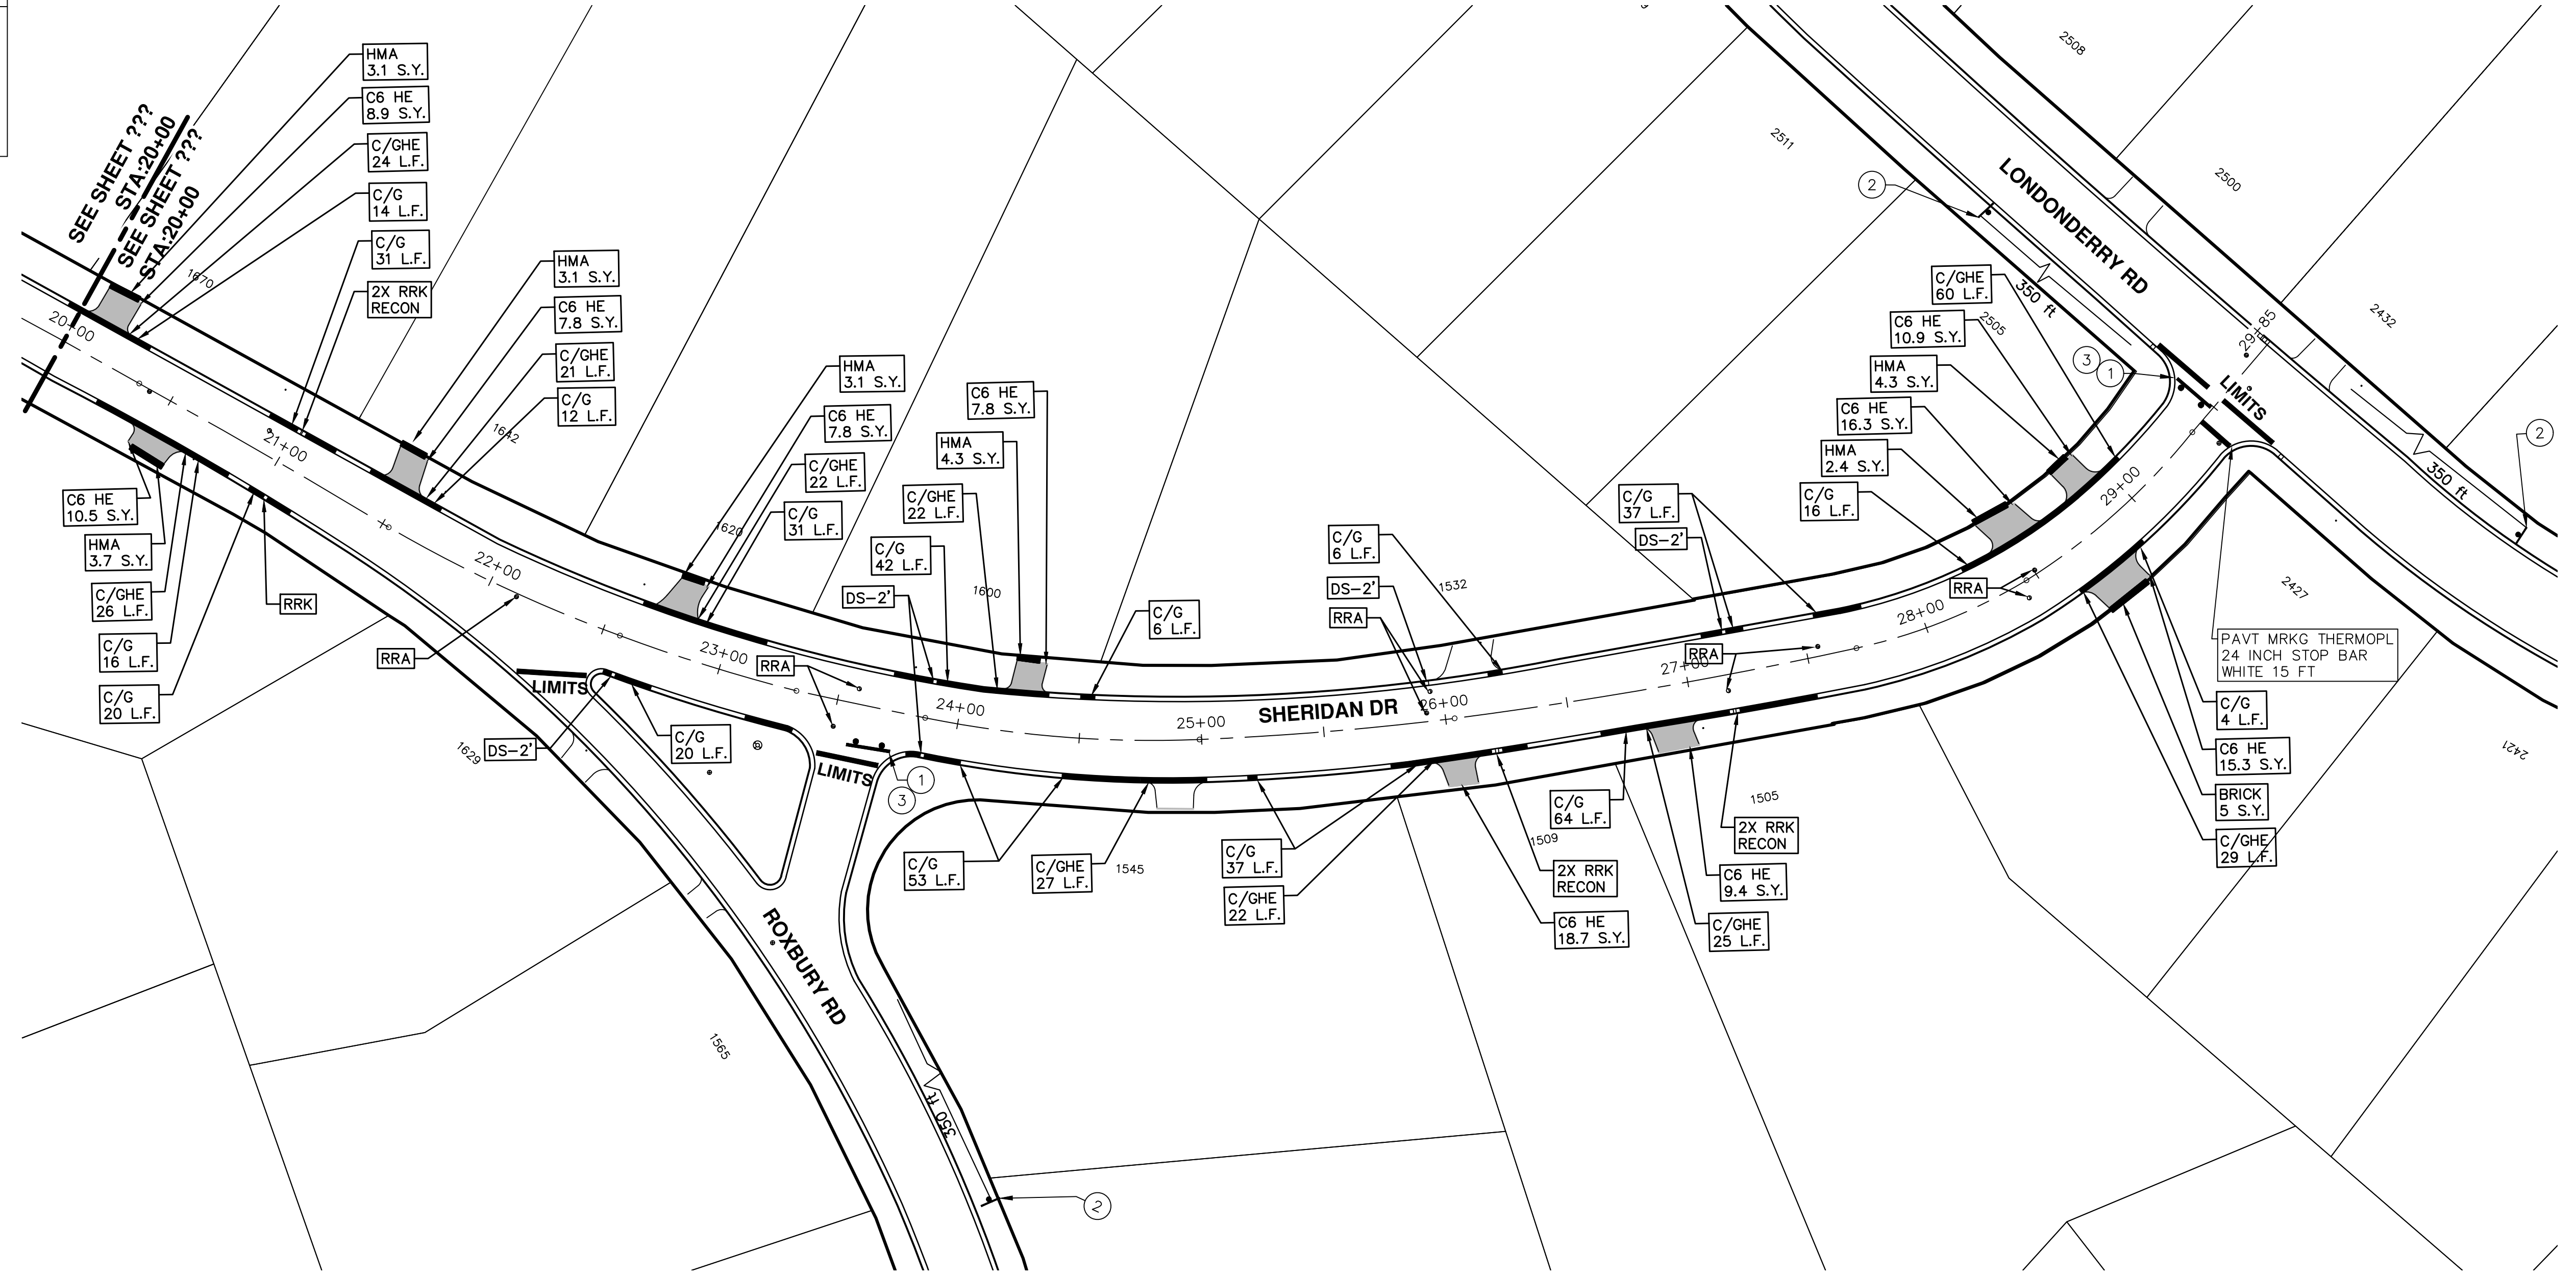 SEE SHEET ???
STA:20+00
SEE SHEET ???
STA:20+00
HMA
3.1 S.Y.
C6 HE
8.9 S.Y.
C/GHE
24 L.F.
C/G
14 L.F.
C/G
31 L.F.
2X RRK
RECON
1670
20+00
21+00
HMA
3.1 S.Y.
C6 HE
7.8 S.Y.
C/GHE
21 L.F.
C/G
12 L.F.
1642
C6 HE
10.5 S.Y.
HMA
3.7 S.Y.
C/GHE
26 L.F.
C/G
16 L.F.
C/G
20 L.F.
RRK
22+00
RRA
HMA
3.1 S.Y.
C6 HE
7.8 S.Y.
C/GHE
22 L.F.
C/G
31 L.F.
1620
23+00
RRA
LIMITS
DS-2'
1629
C/G
20 L.F.
LIMITS
1
3
C6 HE
7.8 S.Y.
HMA
4.3 S.Y.
C/GHE
22 L.F.
C/G
42 L.F.
DS-2'
1600
C/G
6 L.F.
24+00
25+00
SHERIDAN DR
26+00
C/G
53 L.F.
C/GHE
27 L.F.
1545
C/G
37 L.F.
C/GHE
22 L.F.
C/G
6 L.F.
DS-2'
RRA
1532
C/G
37 L.F.
DS-2'
RRA
27+00
C/G
64 L.F.
1509
2X RRK
RECON
C6 HE
18.7 S.Y.
1505
2X RRK
RECON
C6 HE
9.4 S.Y.
C/GHE
25 L.F.
28+00
RRA
C/GHE
60 L.F.
C6 HE
10.9 S.Y.
HMA
4.3 S.Y.
C6 HE
16.3 S.Y.
HMA
2.4 S.Y.
C/G
16 L.F.
2505
29+00
350 ft
2
3
1
LONDONDERRY RD
29+85
LIMITS
2511
2508
2500
2432
350 ft
2
2427
2421
PAVT MRKG THERMOPL
24 INCH STOP BAR
WHITE 15 FT
C/G
4 L.F.
C6 HE
15.3 S.Y.
BRICK
5 S.Y.
C/GHE
29 L.F.
ROXBURY RD
1565
350 ft
2